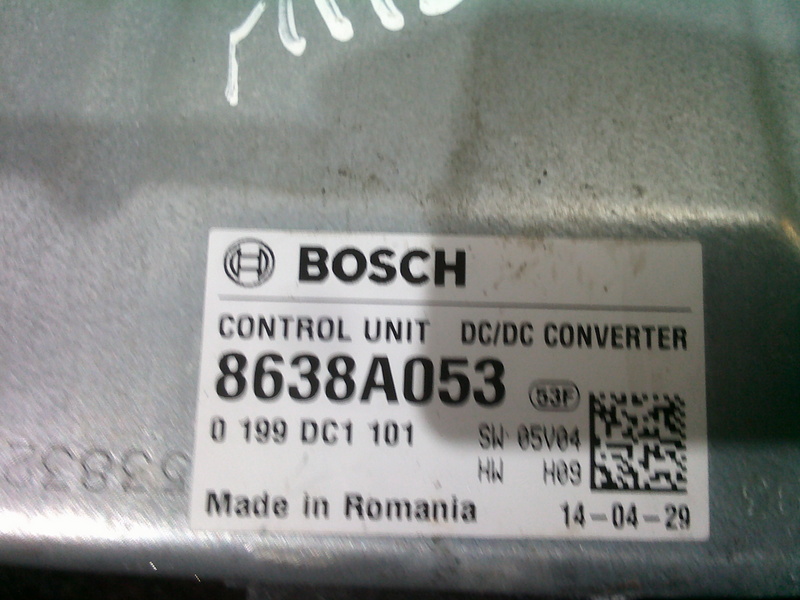 BOSCH
CONTROL UNIT DC/DC CONVERTER
8638A053 53F
0 199 DC1 101 SW 05V04
HW H09
Made in Romania 14-04-29